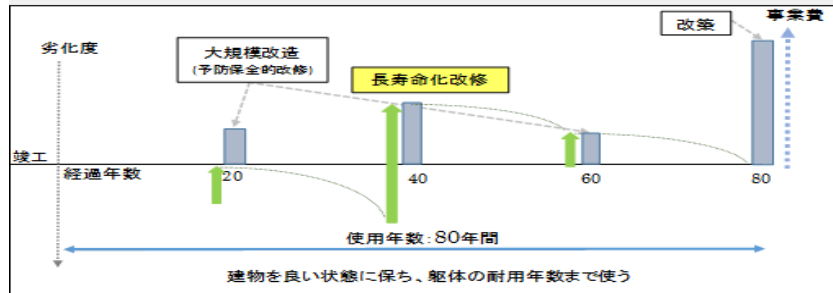 事業費
改築
劣化度
大規模改造
(予防保全的改修)
長寿命化改修
竣工
経過年数
20
40
60
80
使用年数:80年間
建物を良い状態に保ち、躯体の耐用年数まで使う